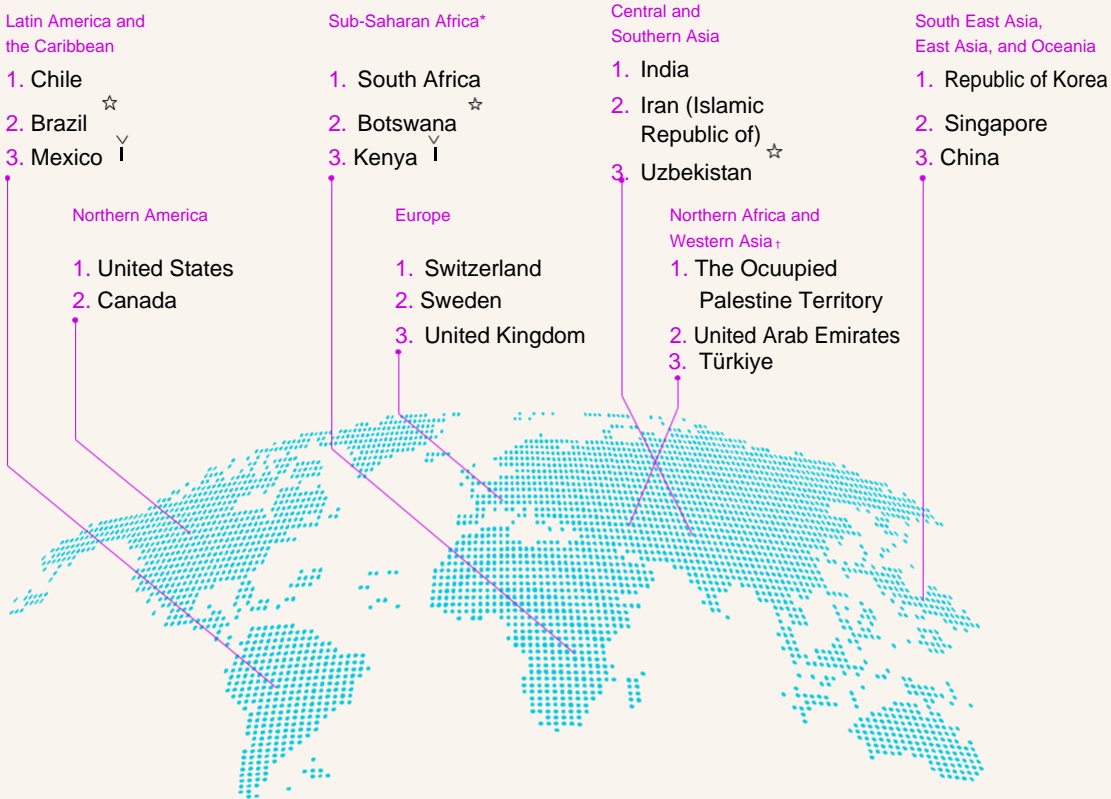 Latin America and
the Caribbean
1. Chile
2. Brazil ☆
3. Mexico
Sub-Saharan Africa*
1. South Africa
2. Botswana ☆
3. Kenya
Central and
Southern Asia
1. India
2. Iran (Islamic
Republic of)
3. Uzbekistan ☆
South East Asia,
East Asia, and Oceania
1. Republic of Korea
2. Singapore
3. China
Northern America
1. United States
2. Canada
Europe
1. Switzerland
2. Sweden
3. United Kingdom
Northern Africa and
Western Asia†
1. The Ocuupied
Palestine Territory
2. United Arab Emirates
3. Türkiye